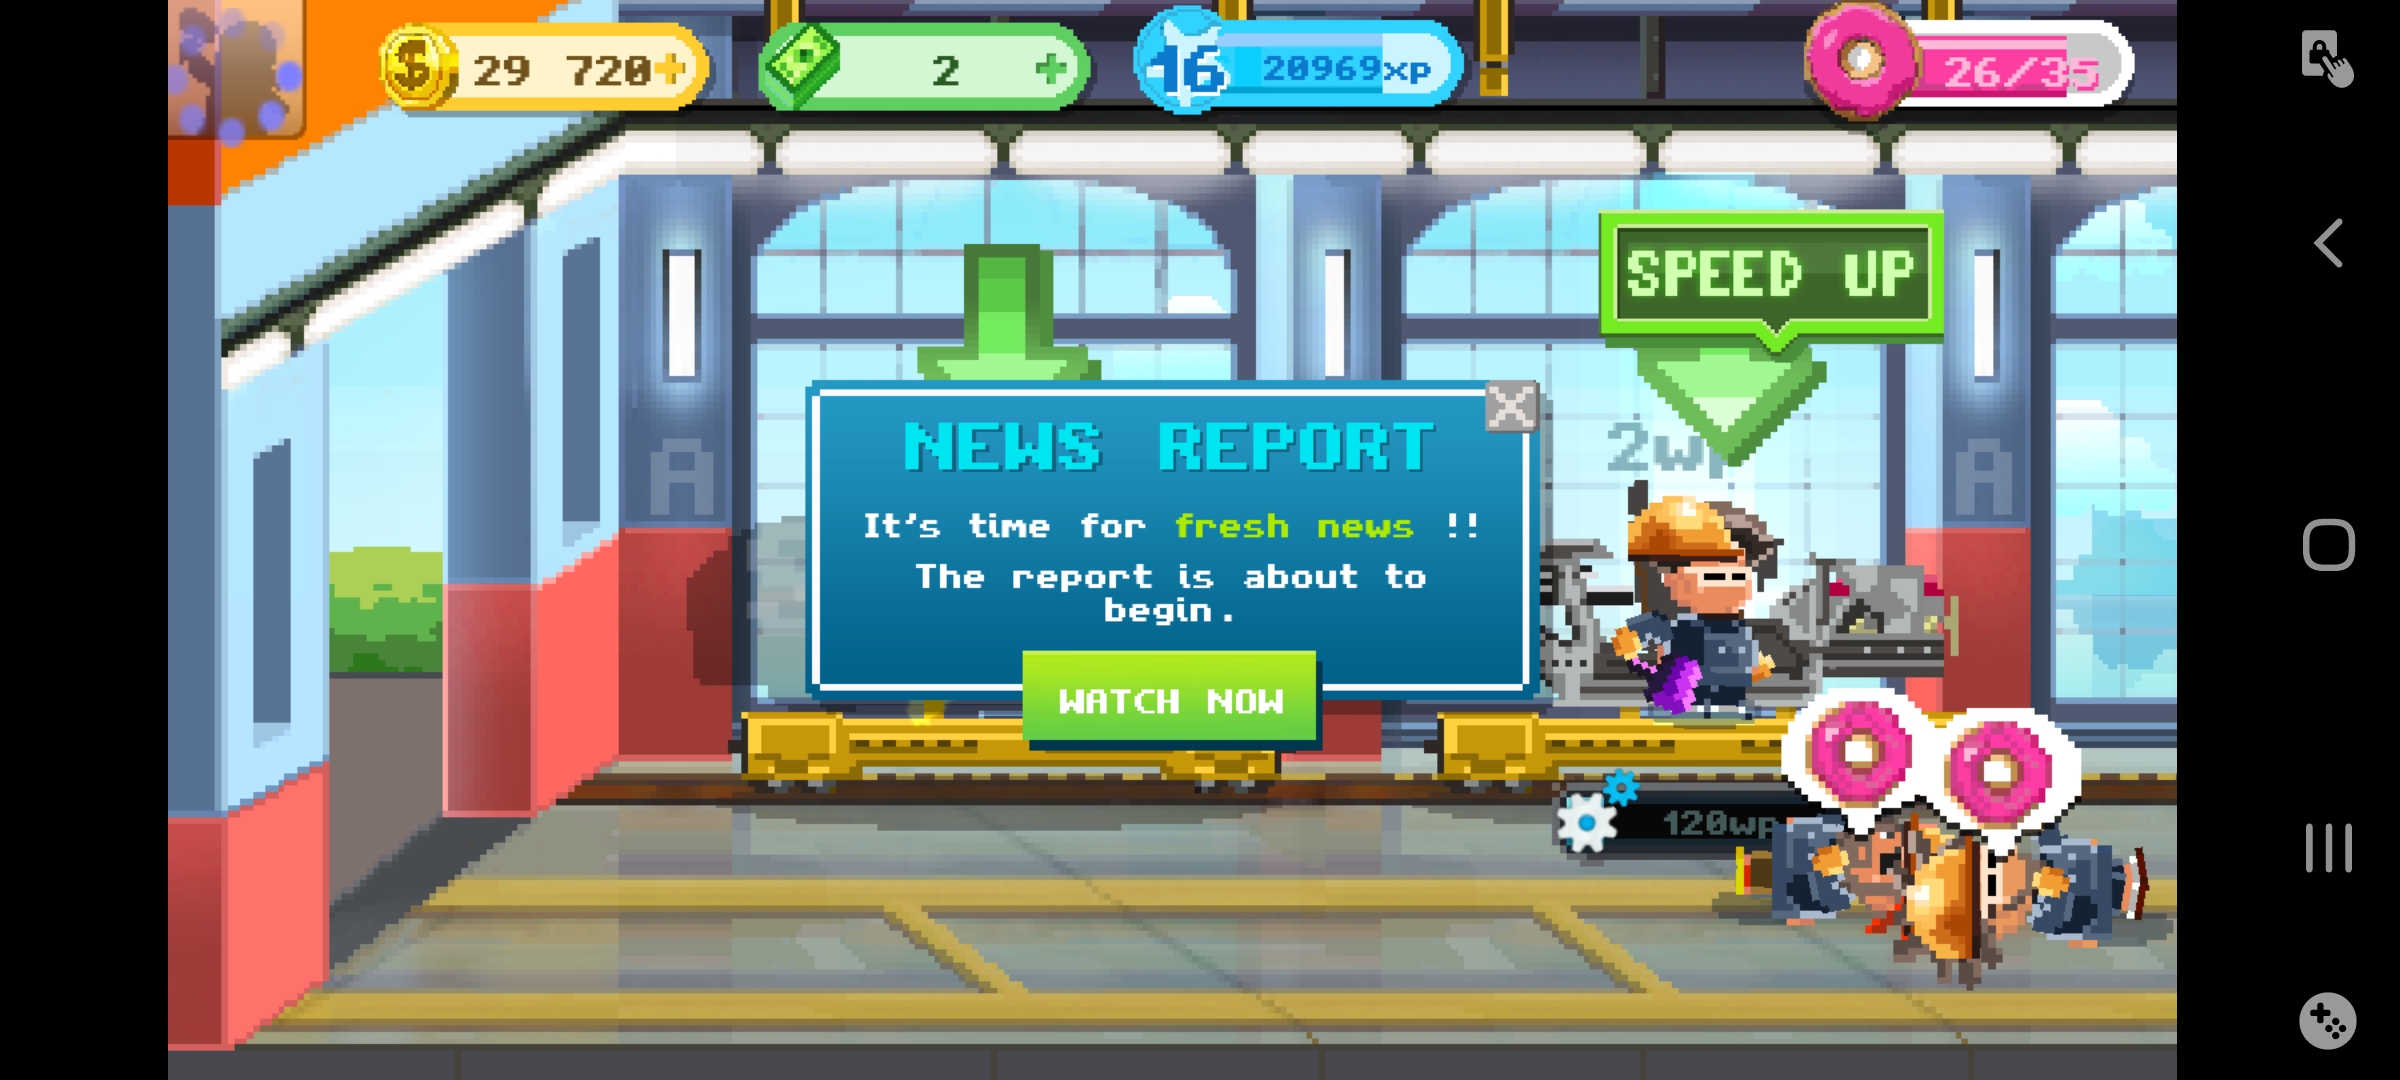 29 720
2
16 20969xp
26/35
SPEED UP
NEWS REPORT
It's time for fresh news !!
The report is about to
begin.
WATCH NOW
2wp
A
A
120wp